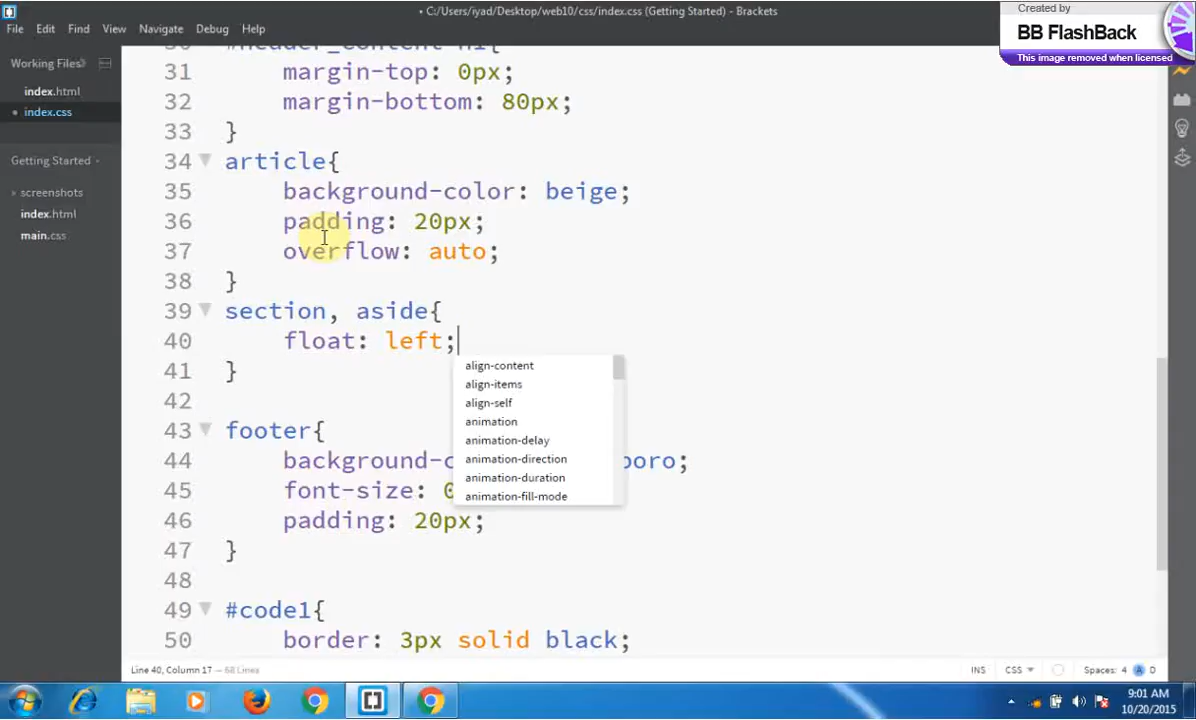 • C:/Users/iyad/Desktop/web10/css/index.css (Getting Started) - Brackets
Created by
BB FlashBack
This image removed when licensed
File Edit Find View Navigate Debug Help
Working Files
index.html
• index.css
Getting Started
screenshots
index.html
main.css
31 margin-top: 0px;
32 margin-bottom: 80px;
33 }
34 article{
35 background-color: beige;
36 padding: 20px;
37 overflow: auto;
38 }
39 section, aside{
40 float: left;
41 }
42
43 footer{
44 background-c boro;
45 font-size: 0
46 padding: 20px;
47 }
48
49 #code1{
50 border: 3px solid black;
align-content
align-items
align-self
animation
animation-delay
animation-direction
animation-duration
animation-fill-mode
Line 40, Column 17 — 68 Lines
INS CSS Spaces: 4 A 0
9:01 AM
10/20/2015